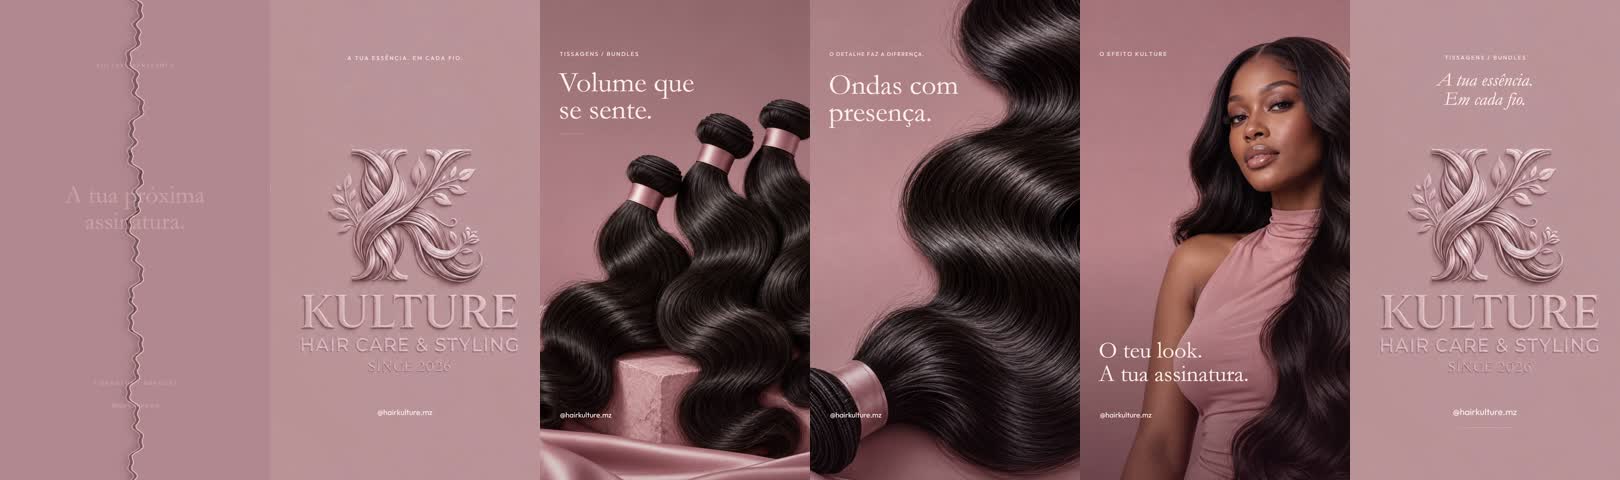 A tua próxima
assinatura.
A TUA ESSÊNCIA. EM CADA FIO.
KULTURE
HAIR CARE & STYLING
SINCE 2026
@hairkulture.mz
TISSAGENS / BUNDLES
Volume que
se sente.
@hairkulture.mz
O DETALHE FAZ A DIFERENÇA.
Ondas com
presença.
@hairkulture.mz
O EFEITO KULTURE
O teu look.
A tua assinatura.
@hairkulture.mz
TISSAGENS / BUNDLES
A tua essência.
Em cada fio.
KULTURE
HAIR CARE & STYLING
SINCE 2026
@hairkulture.mz